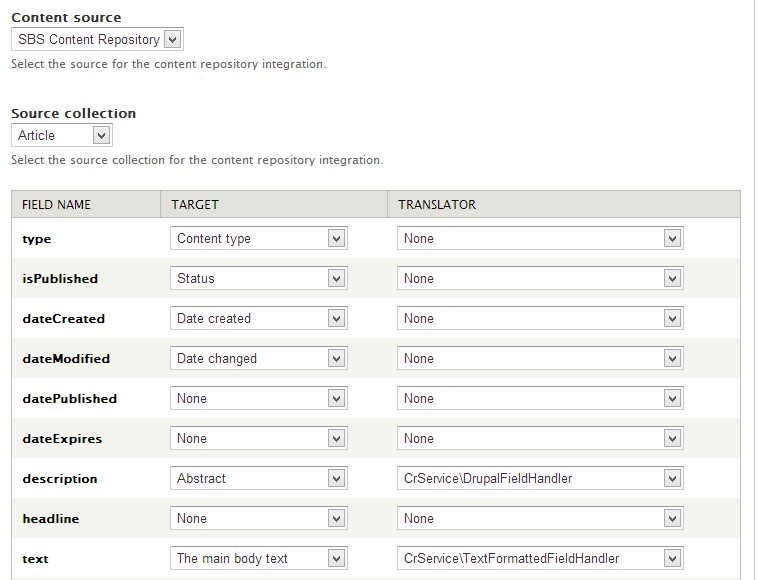 Content source
SBS Content Repository
Select the source for the content repository integration.
Source collection
Article
Select the source collection for the content repository integration.
FIELD NAME TARGET TRANSLATOR
type Content type None
isPublished Status None
dateCreated Date created None
dateModified Date changed None
datePublished None None
dateExpires None None
description Abstract CrService\DrupalFieldHandler
headline None None
text The main body text CrService\TextFormattedFieldHandler